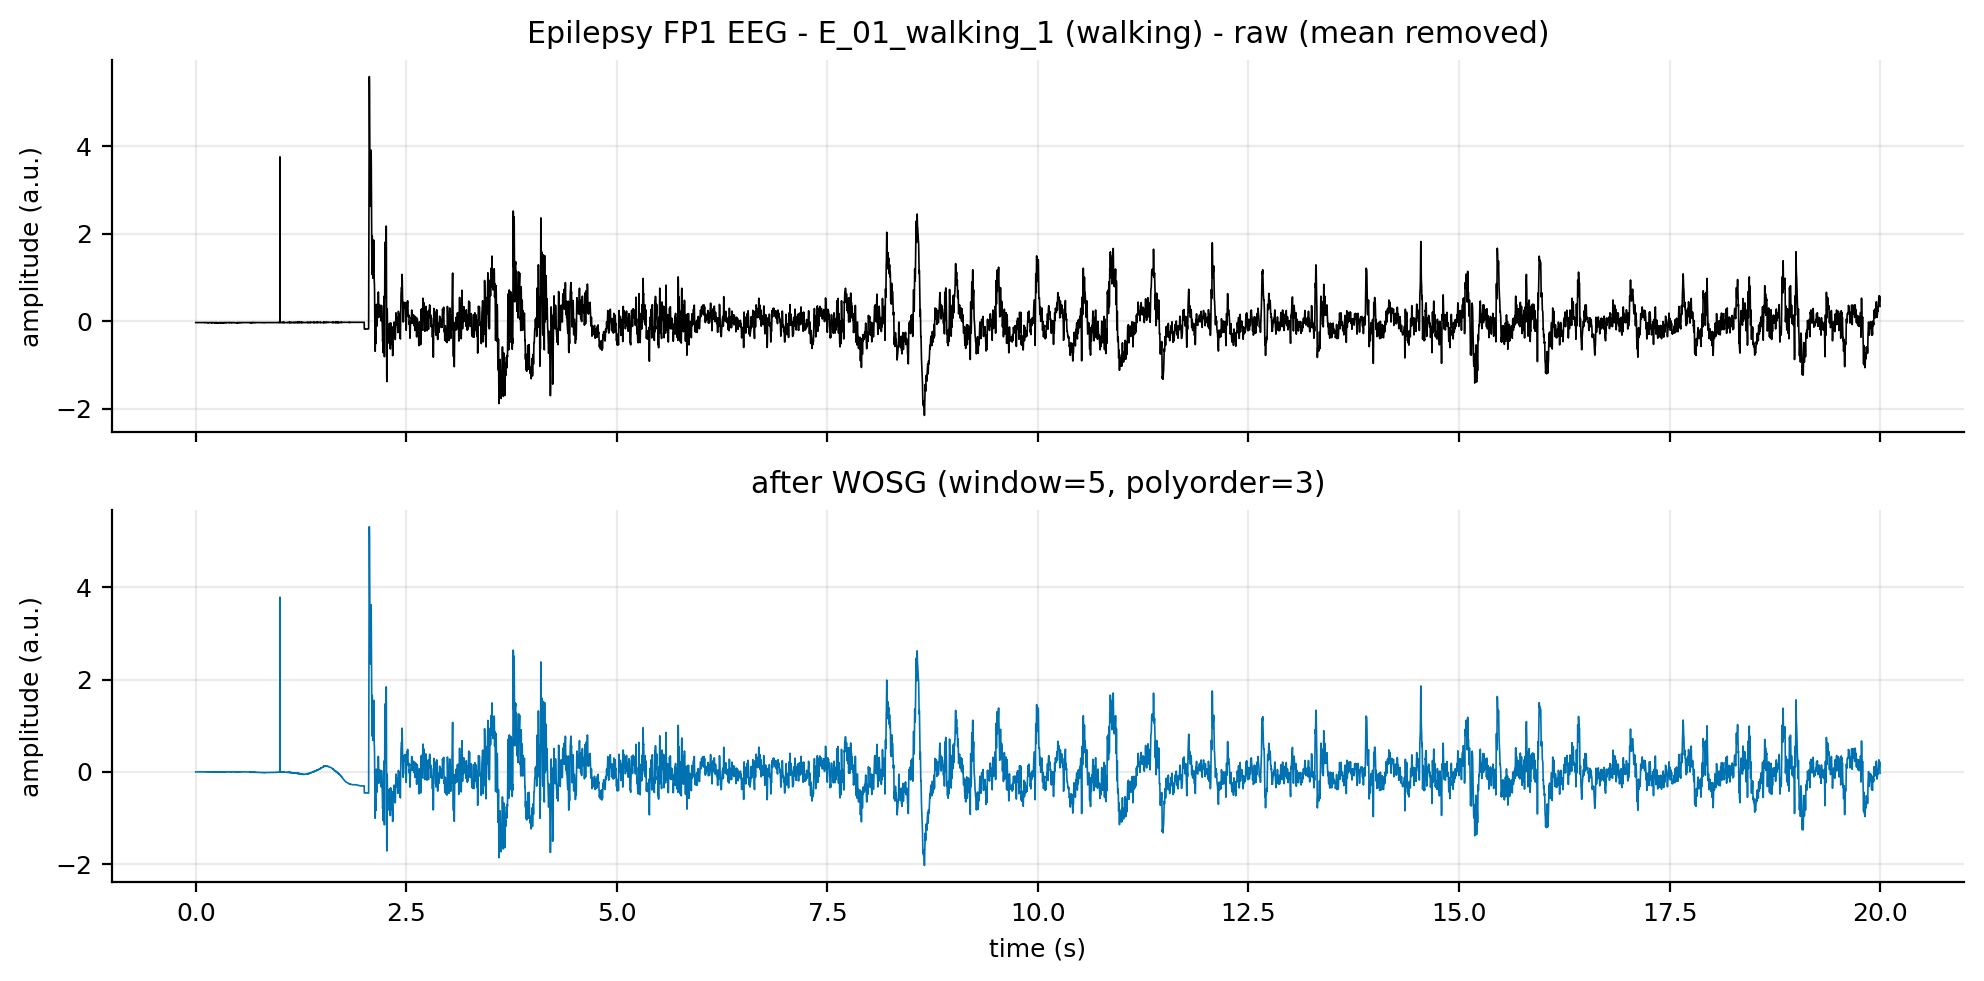 Epilepsy FP1 EEG - E_01_walking_1 (walking) - raw (mean removed)
amplitude (a.u.)
4
2
0
−2
after WOSG (window=5, polyorder=3)
amplitude (a.u.)
4
2
0
−2
0.0 2.5 5.0 7.5 10.0 12.5 15.0 17.5 20.0
time (s)